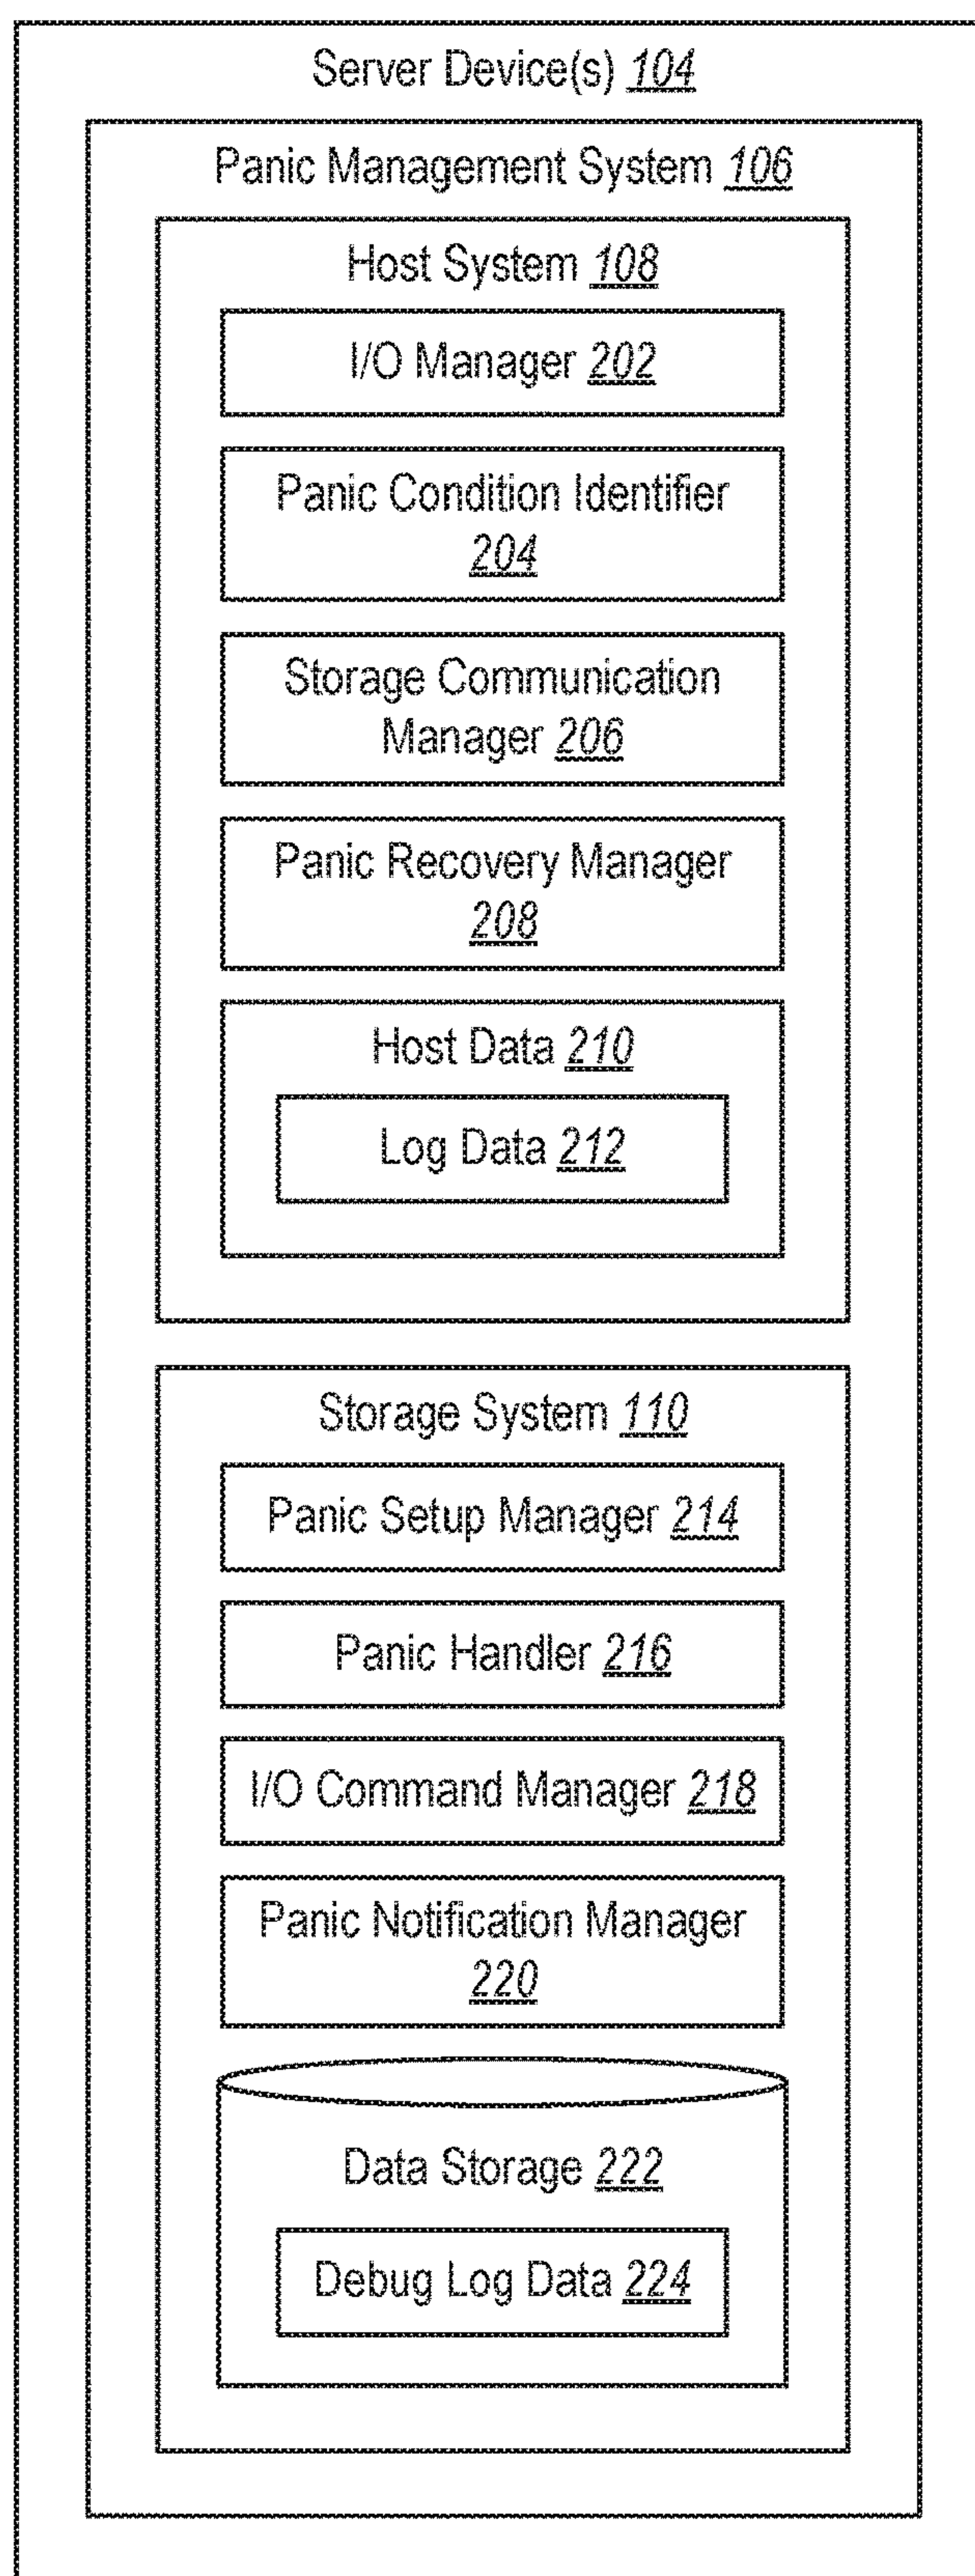 Server Device(s) 104
Panic Management System 106
Host System 108
I/O Manager 202
Panic Condition Identifier
204
Storage Communication
Manager 206
Panic Recovery Manager
208
Host Data 210
Log Data 212
Storage System 110
Panic Setup Manager 214
Panic Handler 216
I/O Command Manager 218
Panic Notification Manager
220
Data Storage 222
Debug Log Data 224